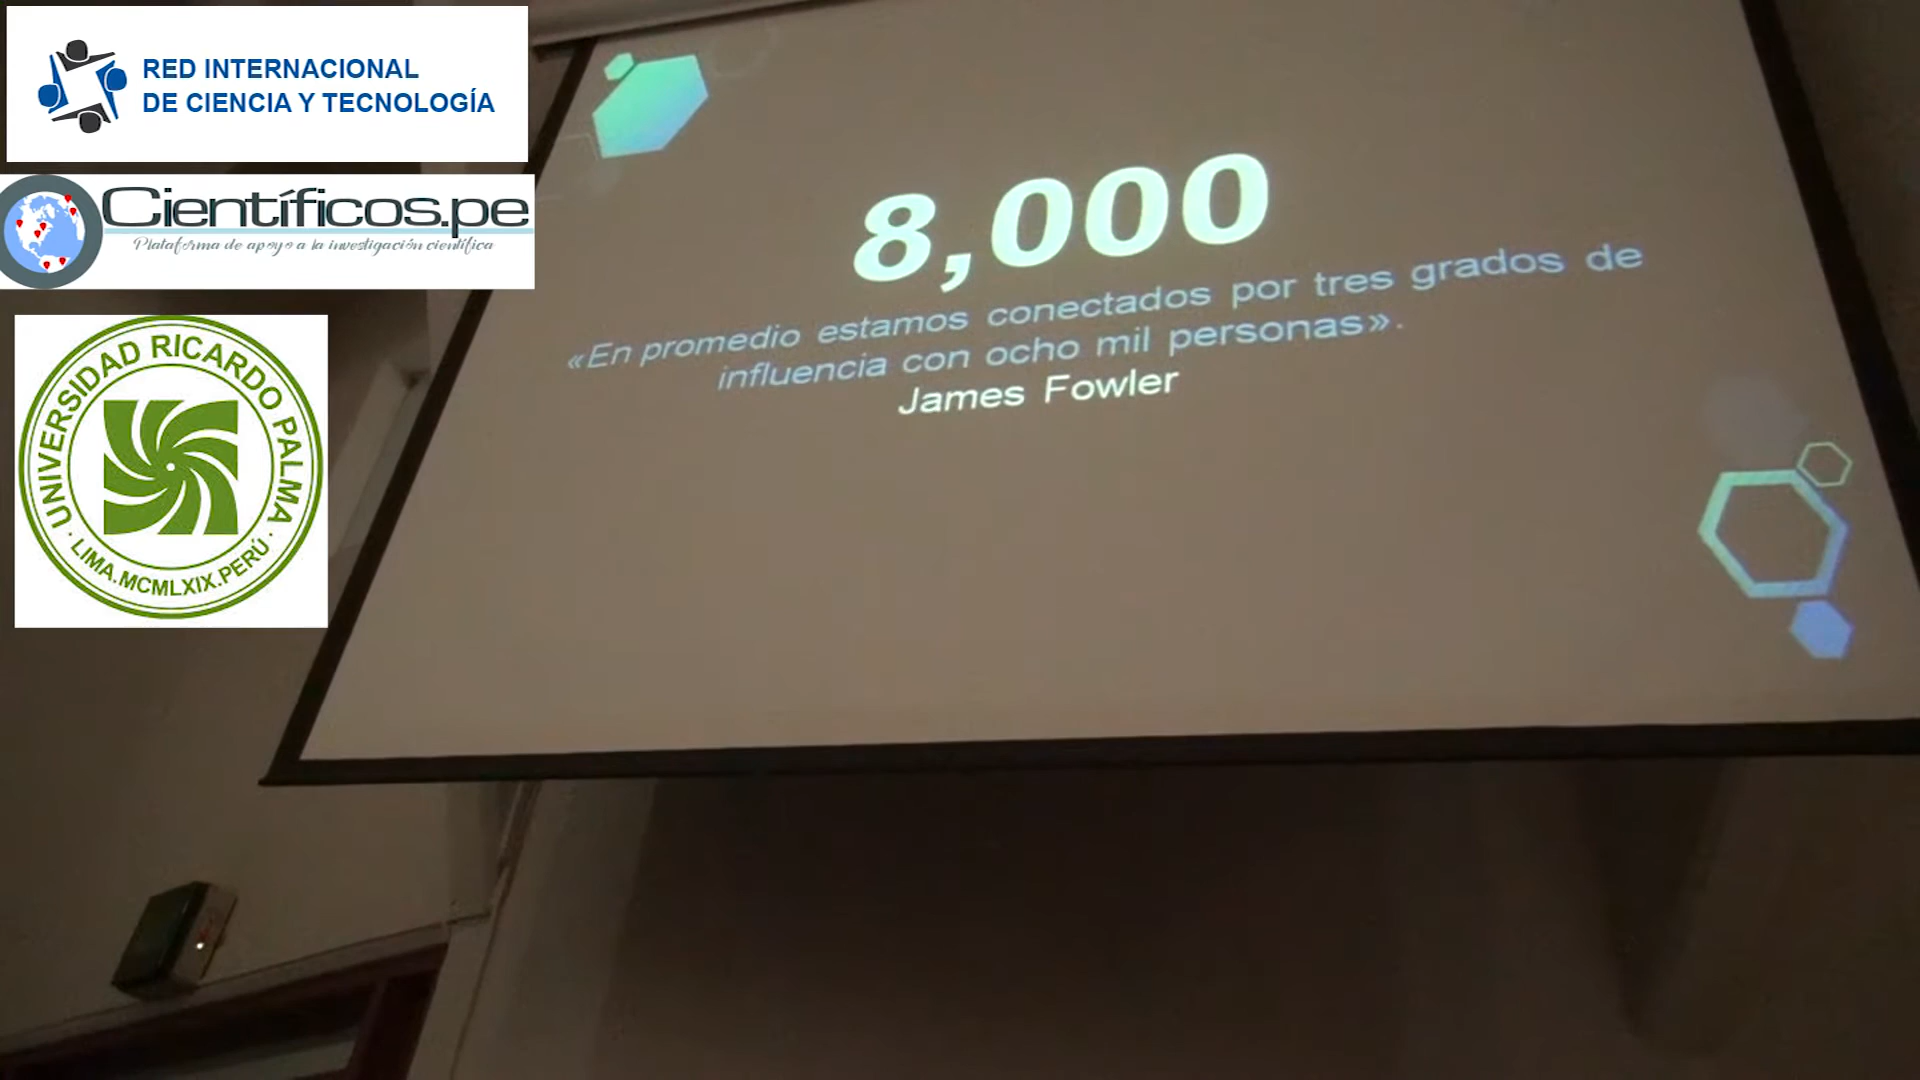 RED INTERNACIONAL
DE CIENCIA Y TECNOLOGÍA
Científicos.pe
Plataforma de apoyo a la investigación científica
UNIVERSIDAD RICARDO PALMA
LIMA.MCMLXIX.PERÚ
8,000
«En promedio estamos conectados por tres grados de
influencia con ocho mil personas».
James Fowler